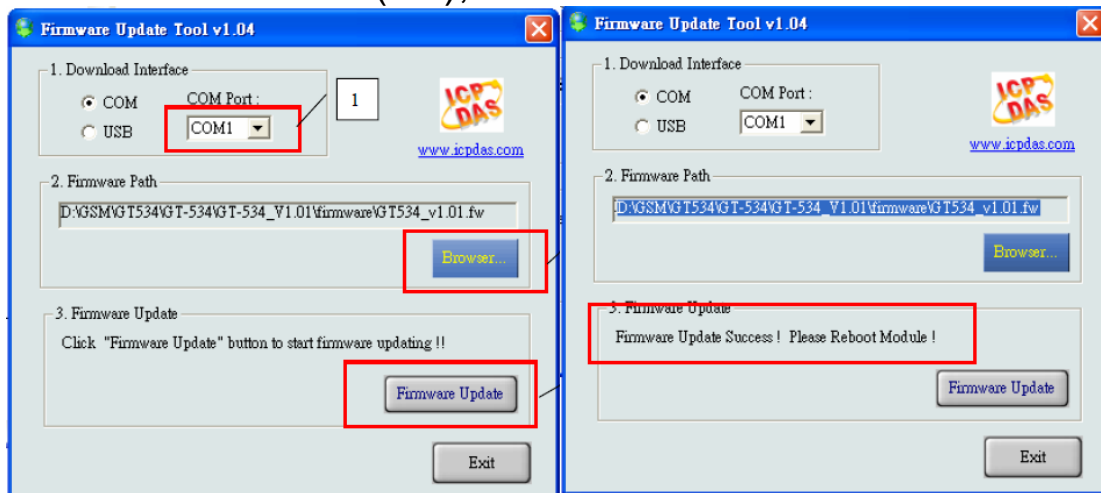 Firmware Update Tool v1.04
1. Download Interface
COM
COM Port :
USB
COM1
1
ICP
DAS
www.icpdas.com
2. Firmware Path
D:\GSM\GT534\GT-534\GT-534_V1.01\firmware\GT534_v1.01.fw
Browser...
3. Firmware Update
Click "Firmware Update" button to start firmware updating !!
Firmware Update
Exit
Firmware Update Tool v1.04
1. Download Interface
COM
COM Port :
USB
COM1
ICP
DAS
www.icpdas.com
2. Firmware Path
D:\GSM\GT534\GT-534\GT-534_V1.01\firmware\GT534_v1.01.fw
Browser...
3. Firmware Update
Firmware Update Success ! Please Reboot Module !
Firmware Update
Exit